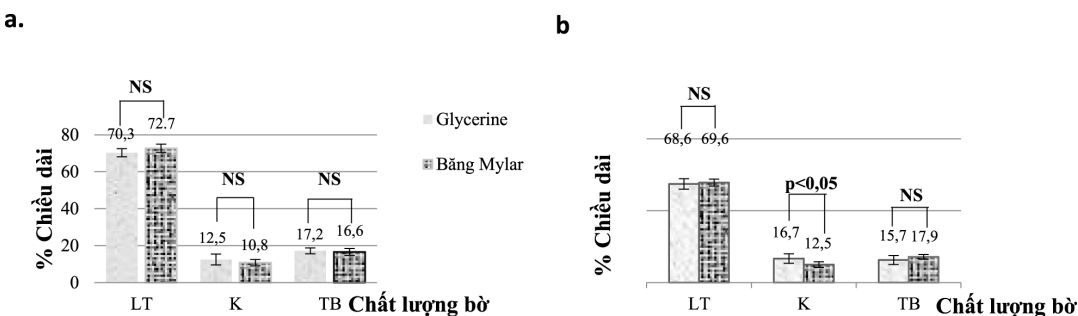 a.
NS
70,3 72.7
80
60
40
20
0
% Chiều dài
NS
12,5 10,8
NS
17,2 16,6
LT K TB Chất lượng bờ
Glycerine
Băng Mylar
b
NS
68,6 69,6
% Chiều dài
p<0,05
16,7 12,5
NS
15,7 17,9
LT K TB Chất lượng bờ